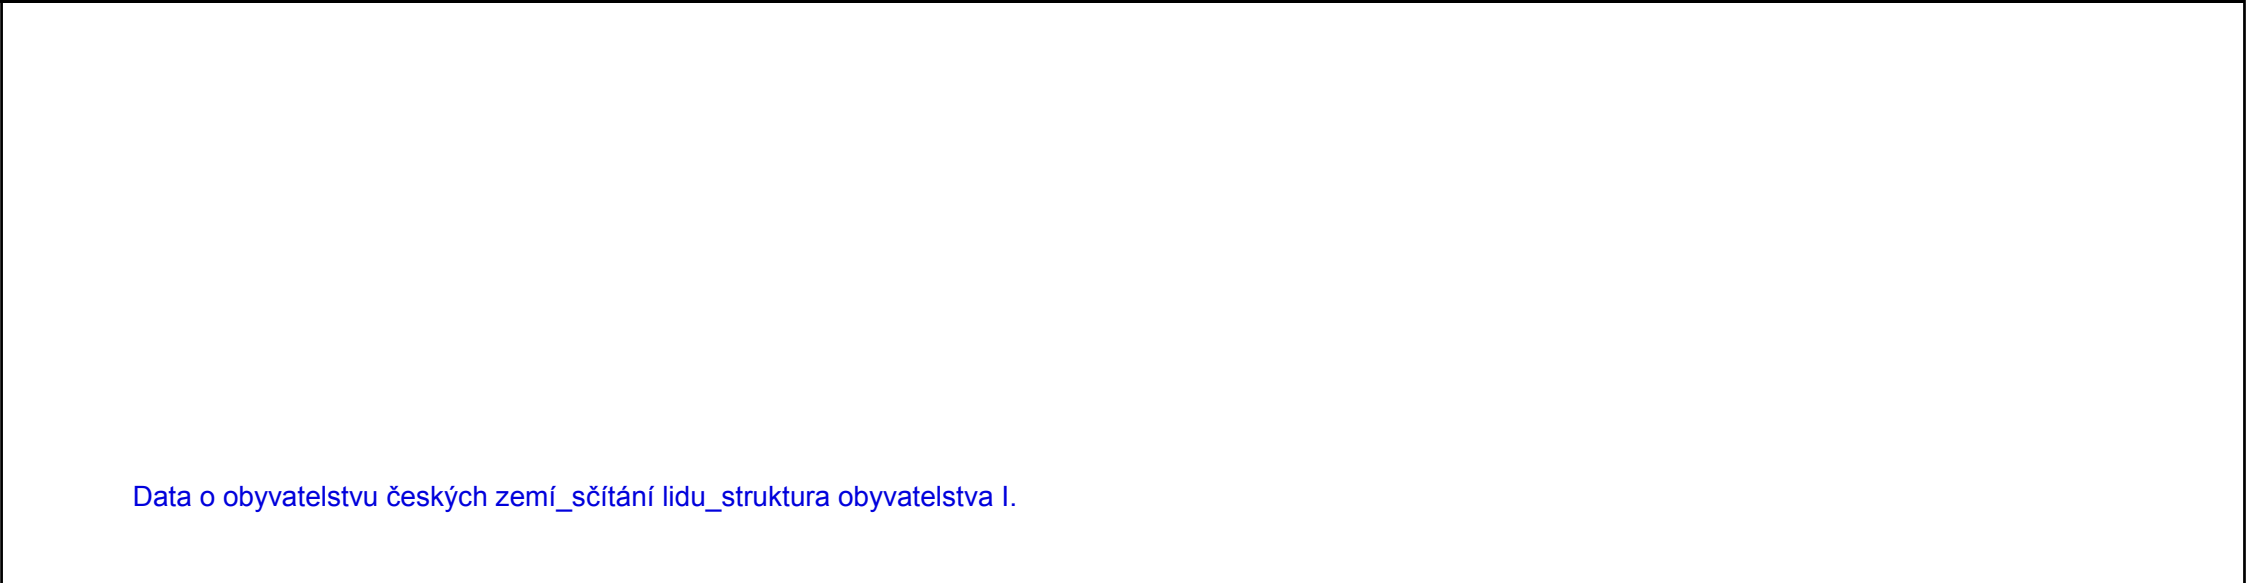 Data o obyvatelstvu českých zemí_sčítání lidu_struktura obyvatelstva I.